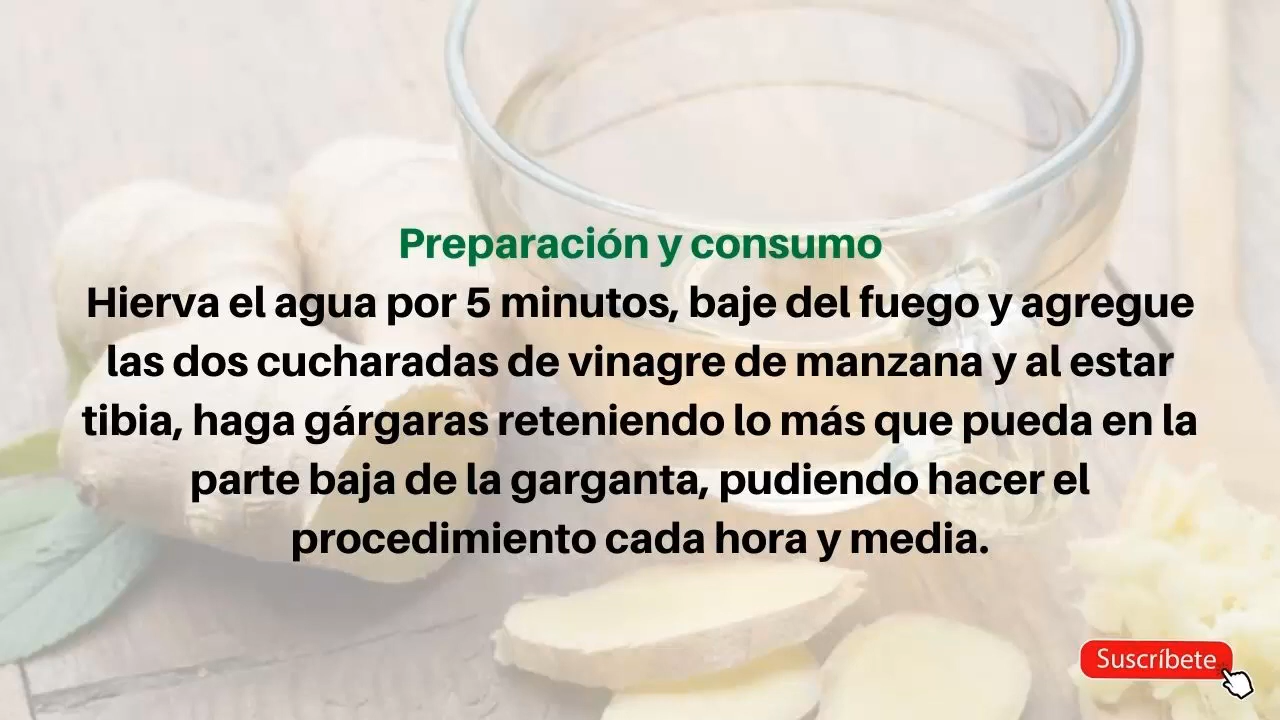 Preparación y consumo
Hierva el agua por 5 minutos, baje del fuego y agregue
las dos cucharadas de vinagre de manzana y al estar
tibia, haga gárgaras reteniendo lo más que pueda en la
parte baja de la garganta, pudiendo hacer el
procedimiento cada hora y media.
Suscríbete